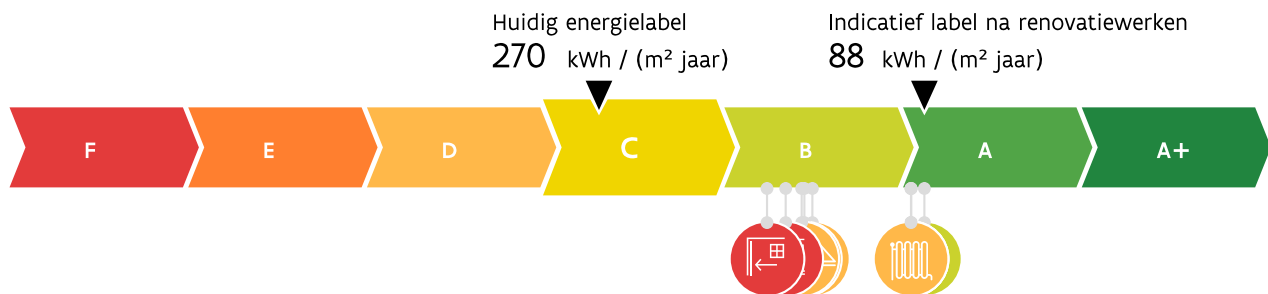 Huidig energielabel
270 kWh / (m² jaar)
Indicatief label na renovatiewerken
88 kWh / (m² jaar)
F E D C B A A+